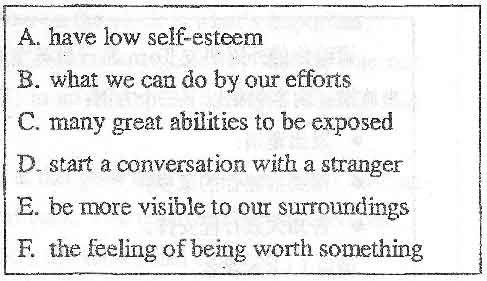 A. have low self-esteem
B. what we can do by our efforts
C. many great abilities to be exposed
D. start a conversation with a stranger
E. be more visible to our surroundings
F. the feeling of being worth something